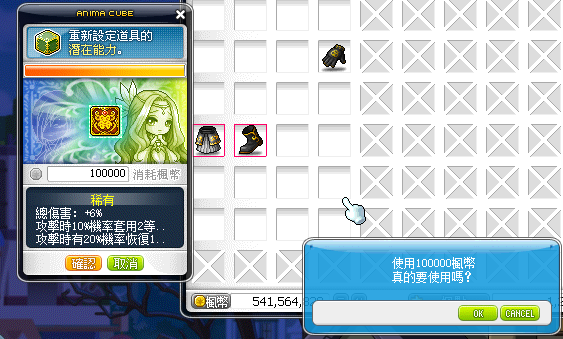 ANIMA CUBE
重新設定道具的
潛在能力。
100000 消耗楓幣
稀有
總傷害: +6%
攻擊時10%機率套用2等..
攻擊時有20%機率恢復1..
確認 取消
楓幣 541,564,
使用100000楓幣
真的要使用嗎?
OK CANCEL